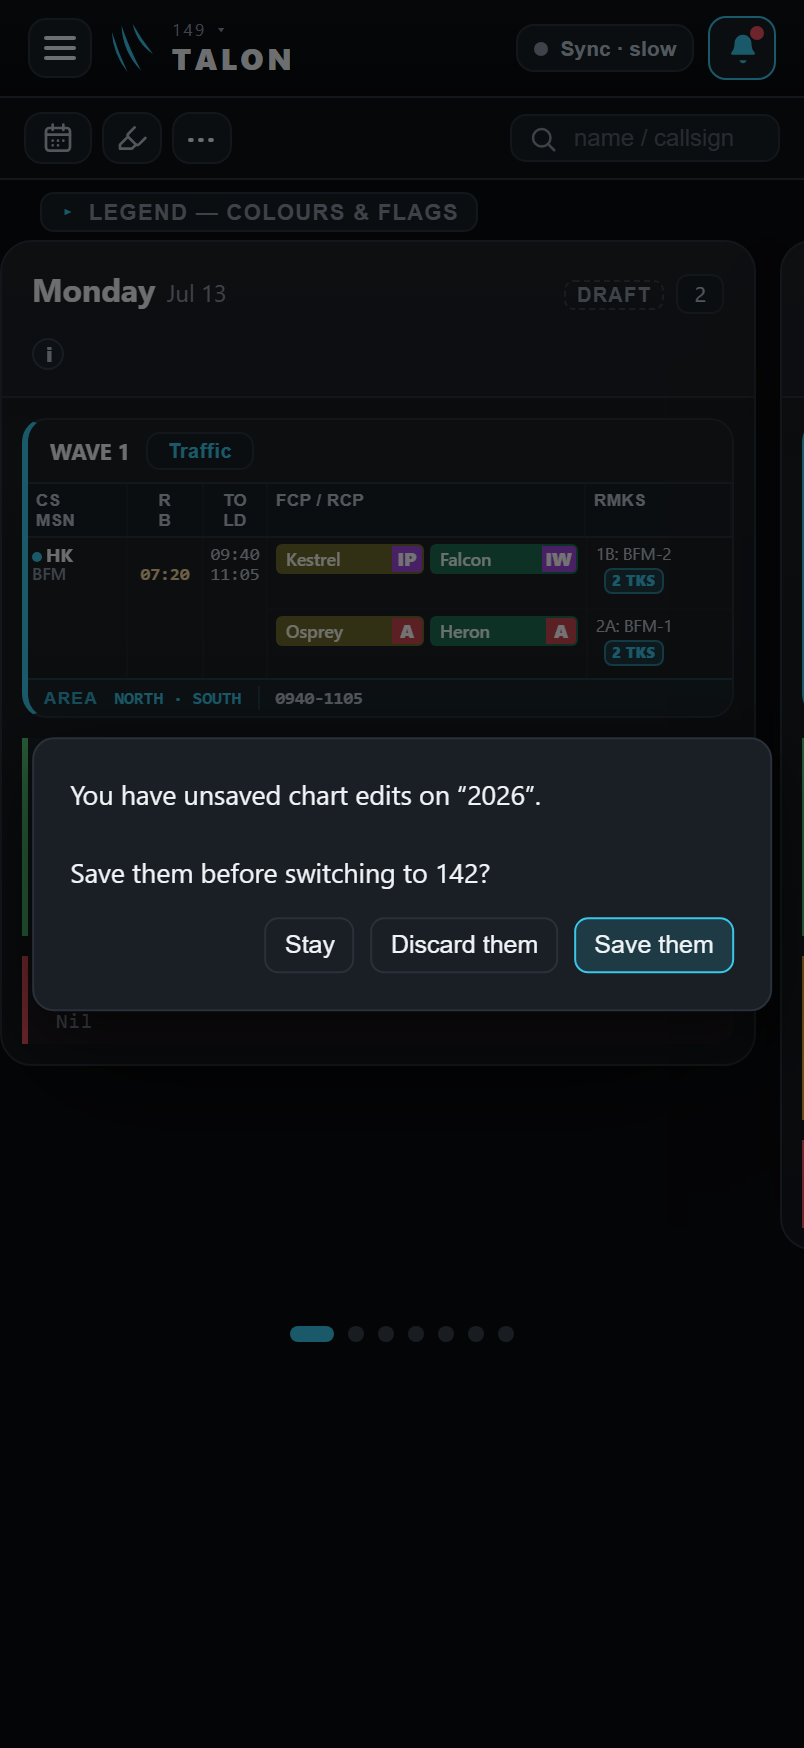 149 ▾
TALON
Sync · slow
name / callsign
▸ LEGEND — COLOURS & FLAGS
Monday Jul 13
DRAFT
2
i
WAVE 1
Traffic
CS
MSN
R
B
TO
LD
FCP / RCP
RMKS
HK
BFM
07:20
09:40
11:05
Kestrel IP
Falcon IW
1B: BFM-2
2 TKS
Osprey A
Heron A
2A: BFM-1
2 TKS
AREA NORTH · SOUTH 0940-1105
You have unsaved chart edits on “2026”.
Save them before switching to 142?
Stay
Discard them
Save them
Nil